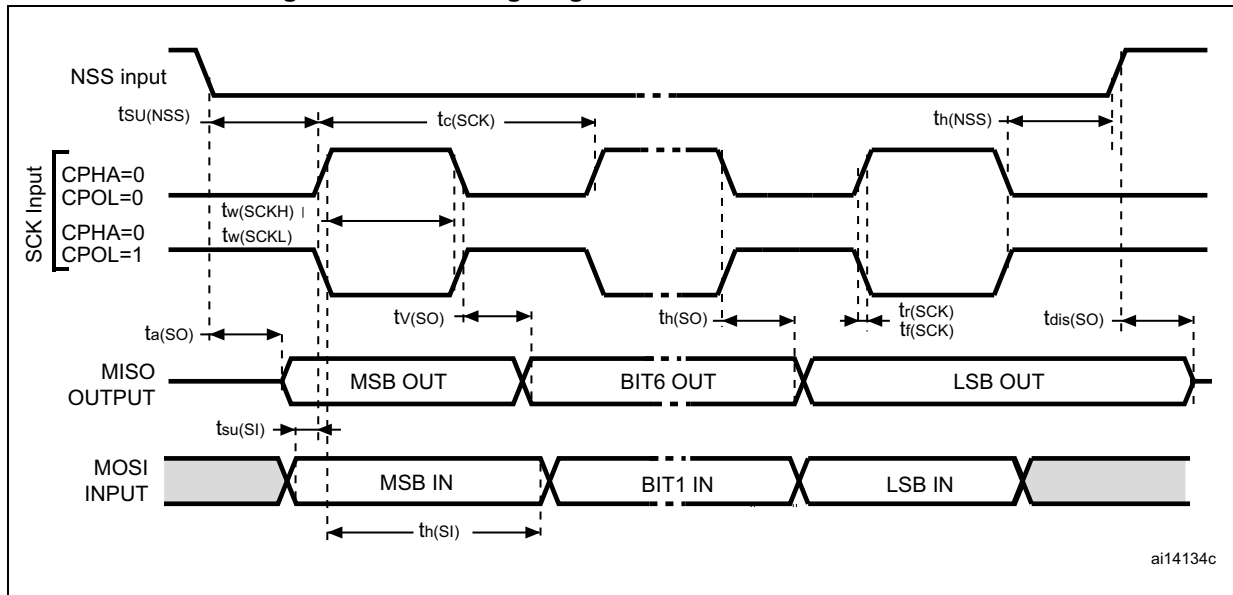 NSS input
tSU(NSS)
tc(SCK)
th(NSS)
SCK Input
CPHA=0
CPOL=0
tw(SCKH)
CPHA=0
tw(SCKL)
CPOL=1
ta(SO)
tV(SO)
th(SO)
tr(SCK)
tf(SCK)
tdis(SO)
MISO
OUTPUT
MSB OUT
BIT6 OUT
LSB OUT
tsu(SI)
MOSI
INPUT
MSB IN
BIT1 IN
LSB IN
th(SI)
ai14134c